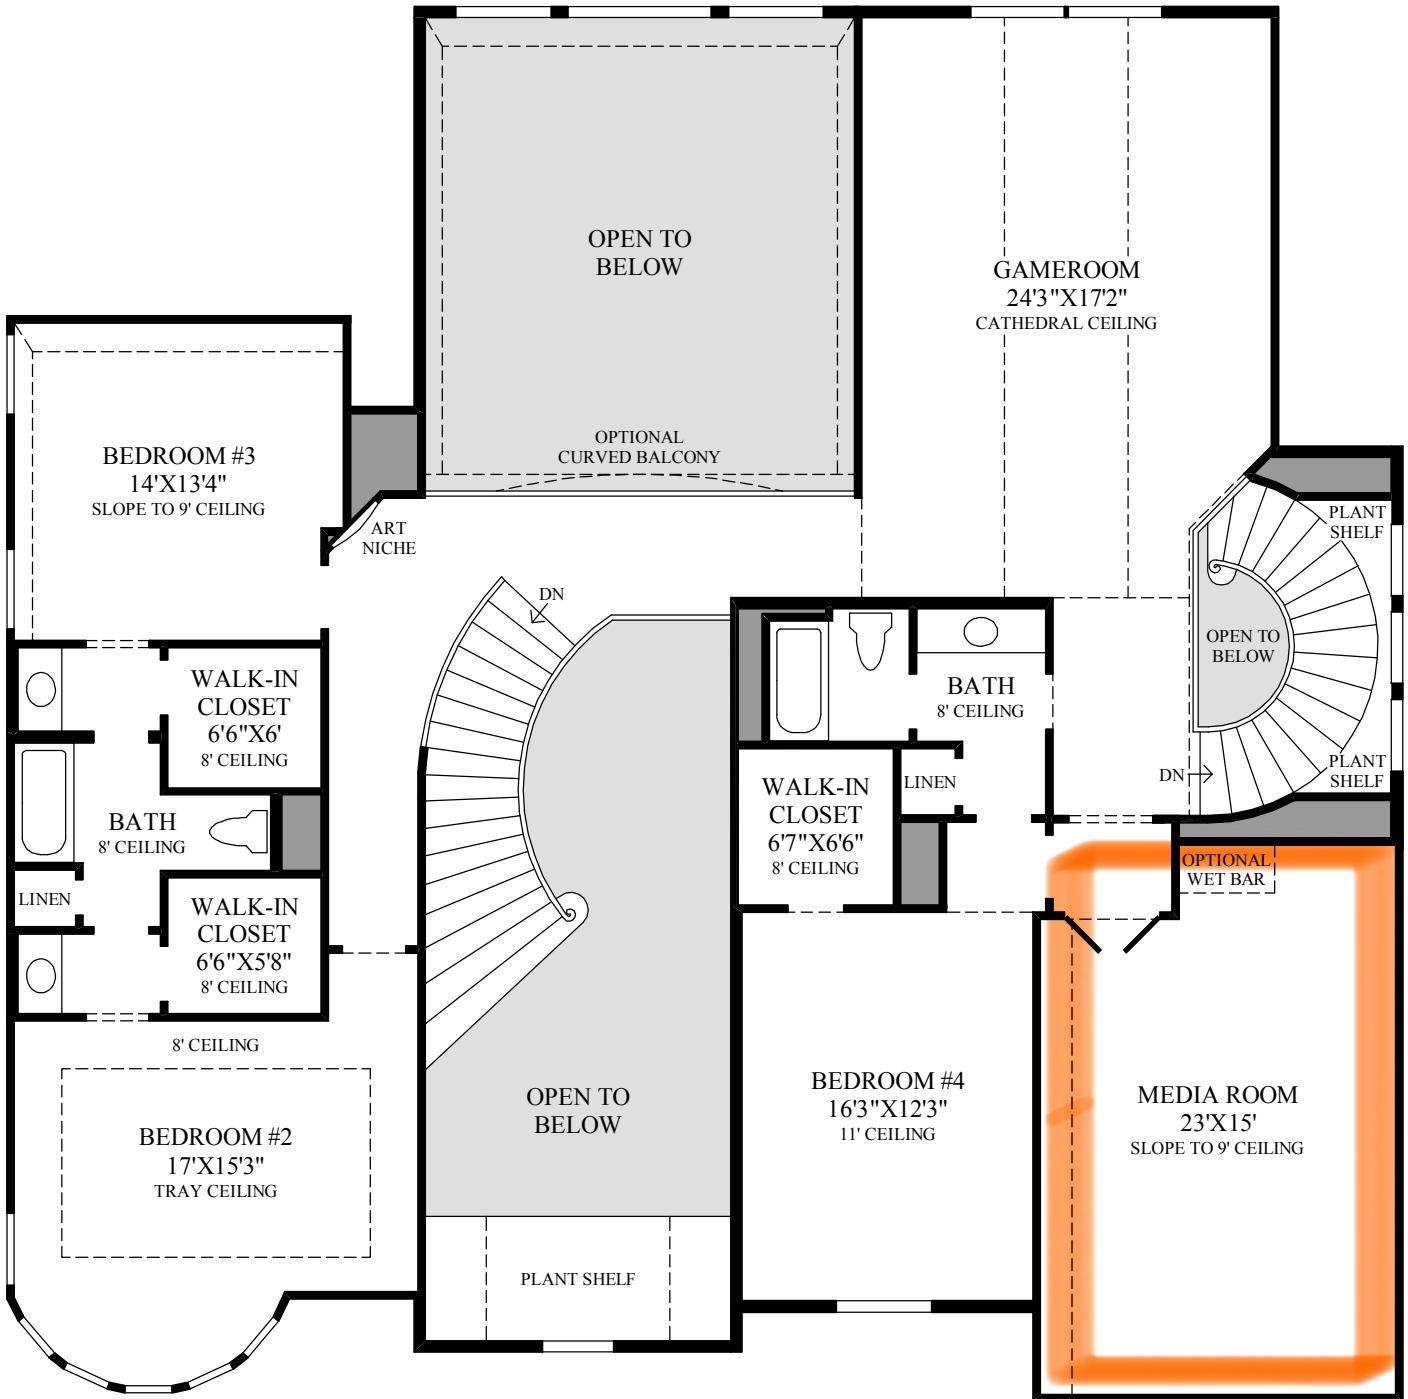 OPEN TO
BELOW
GAMEROOM
24'3"X17'2"
CATHEDRAL CEILING
OPTIONAL
CURVED BALCONY
BEDROOM #3
14'X13'4"
SLOPE TO 9' CEILING
ART
NICHE
PLANT
SHELF
DN
OPEN TO
BELOW
WALK-IN
CLOSET
6'6"X6'
8' CEILING
BATH
8' CEILING
PLANT
SHELF
DN
WALK-IN
CLOSET
6'7"X6'6"
8' CEILING
LINEN
BATH
8' CEILING
OPTIONAL
WET BAR
LINEN
WALK-IN
CLOSET
6'6"X5'8"
8' CEILING
8' CEILING
BEDROOM #2
17'X15'3"
TRAY CEILING
OPEN TO
BELOW
BEDROOM #4
16'3"X12'3"
11' CEILING
MEDIA ROOM
23'X15'
SLOPE TO 9' CEILING
PLANT SHELF